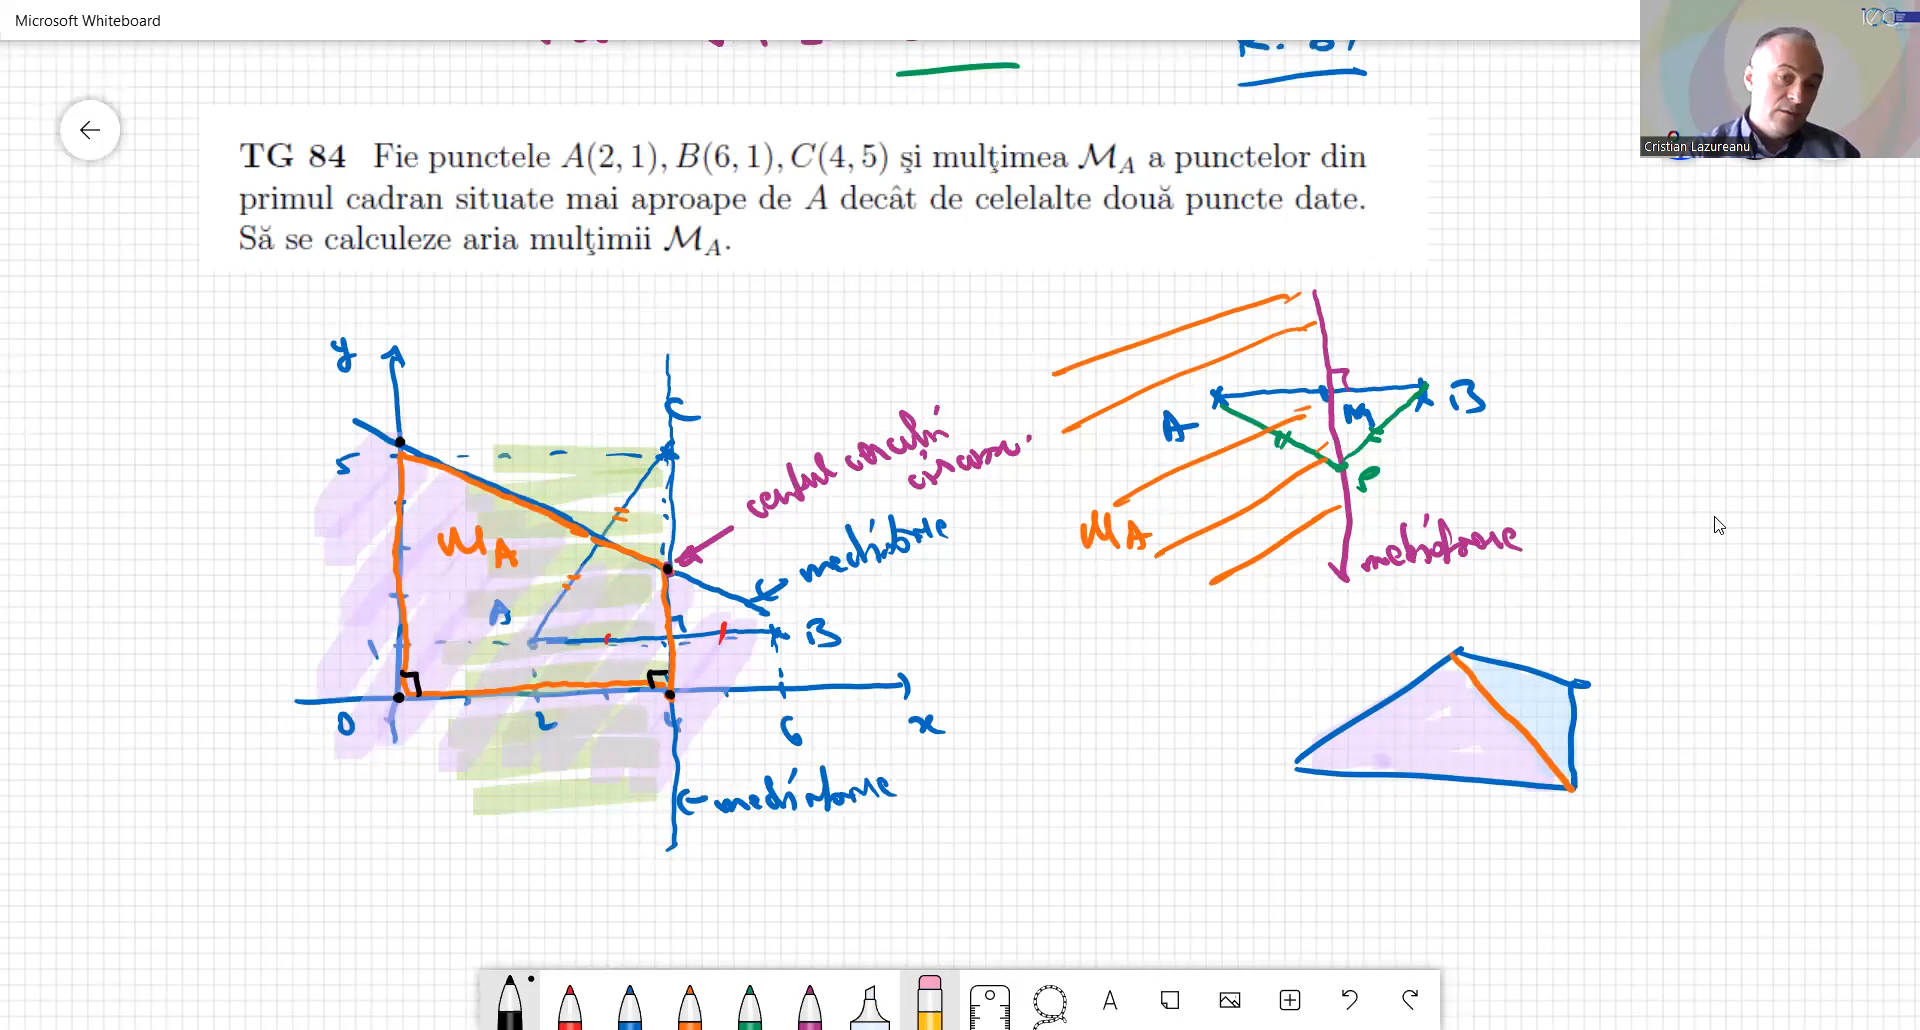 Microsoft Whiteboard
Cristian Lazureanu
TG 84 Fie punctele A(2, 1), B(6, 1), C(4, 5) şi mulţimea ℳ_A a punctelor din
primul cadran situate mai aproape de A decât de celelalte două puncte date.
Să se calculeze aria mulţimii ℳ_A.
y
C
5
centrul cercului
circumscr.
M_A
mediatoare
A
B
1
0
2
4
6
x
← mediatoare
A
M
B
P
M_A
mediatoare
A